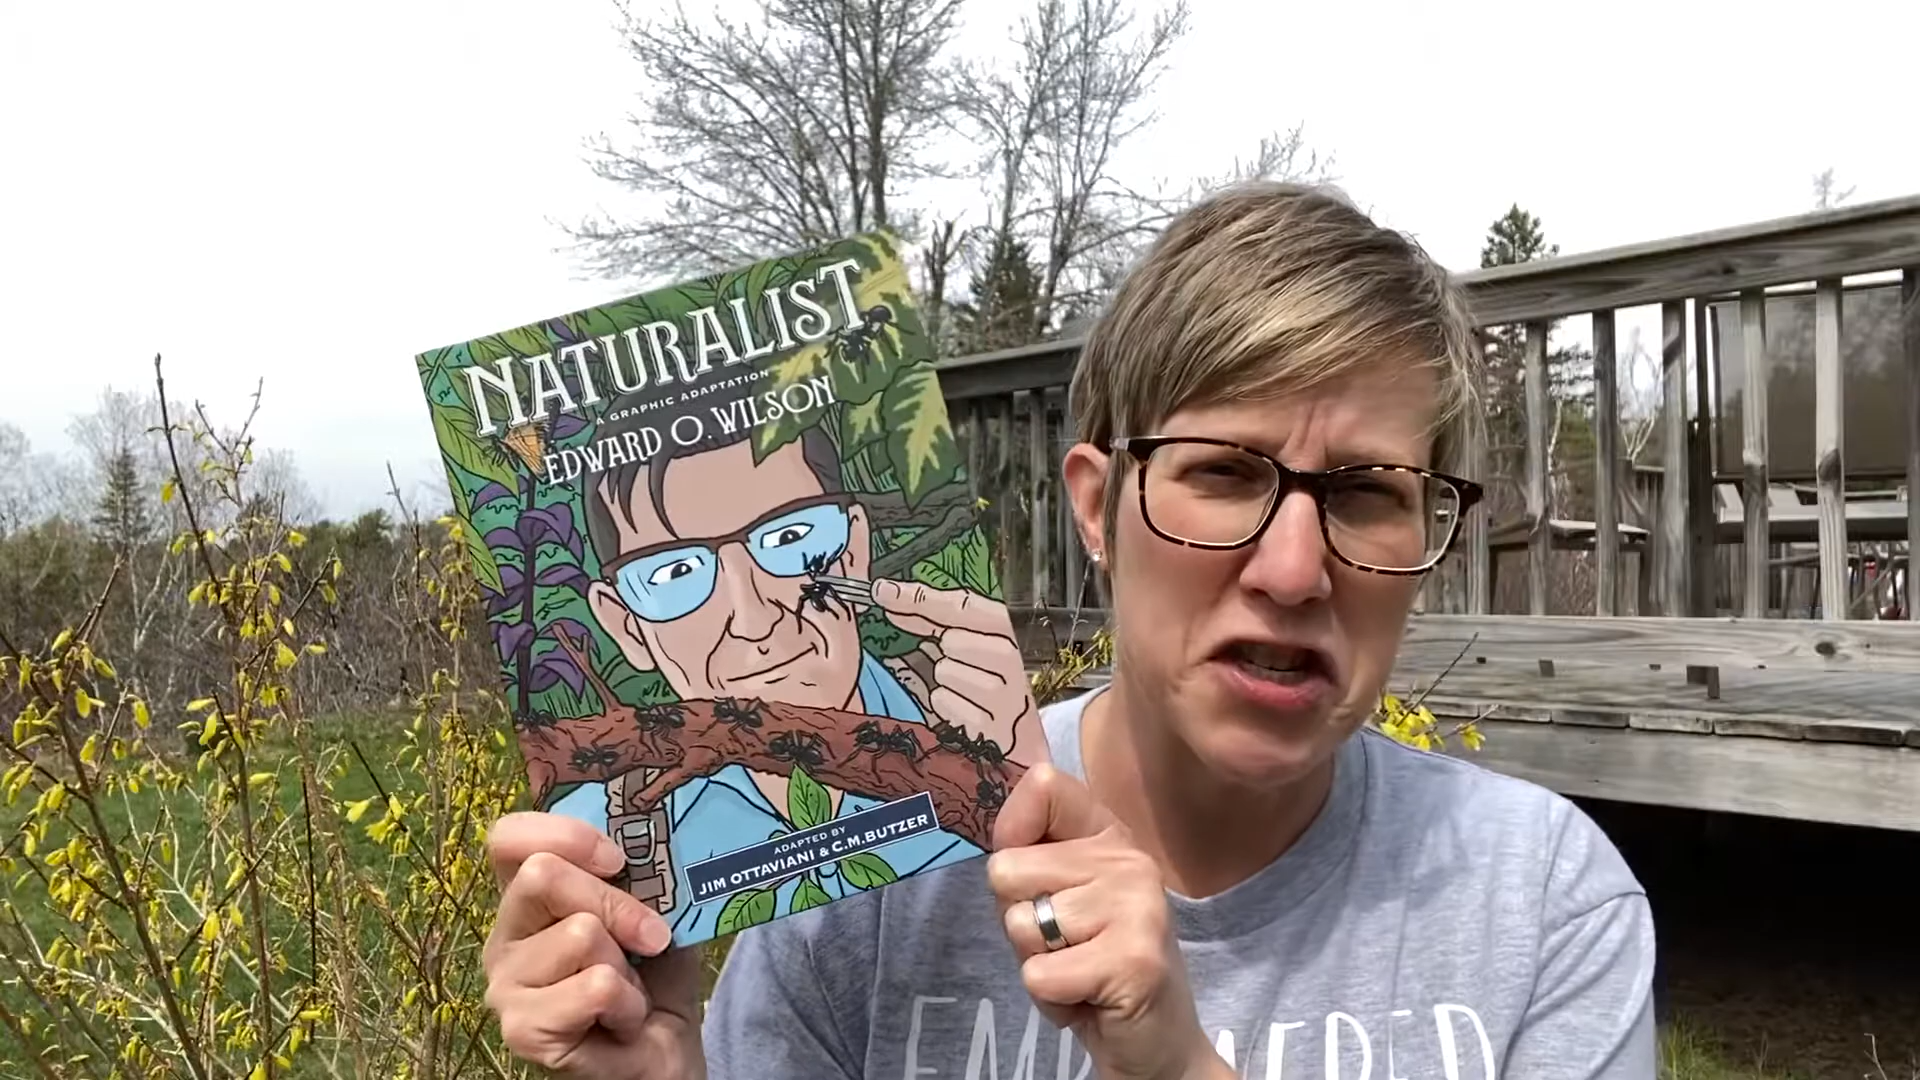 NATURALIST
A GRAPHIC ADAPTATION
EDWARD O. WILSON
ADAPTED BY
JIM OTTAVIANI & C.M.BUTZER